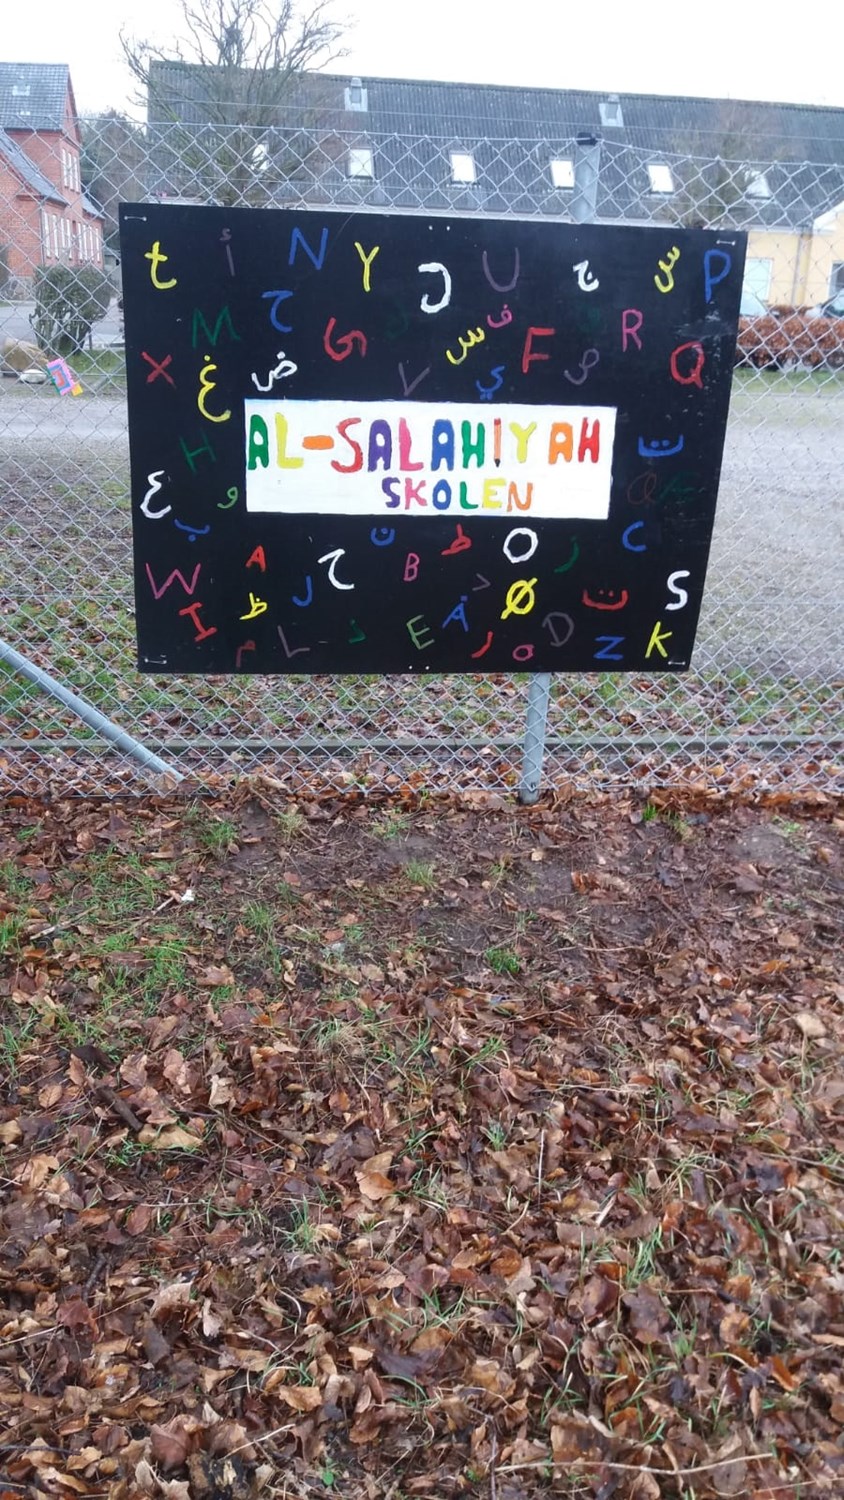 t أ N Y J U ج س P
M ح G س ف F R
X غ ض V ي ص Q
AL-SALAHIYAH
SKOLEN
H ت
ع و ب ن ط O ز C
W A ح B S
I ظ ل > Ø ت
م L ذ E Å ر D Z K